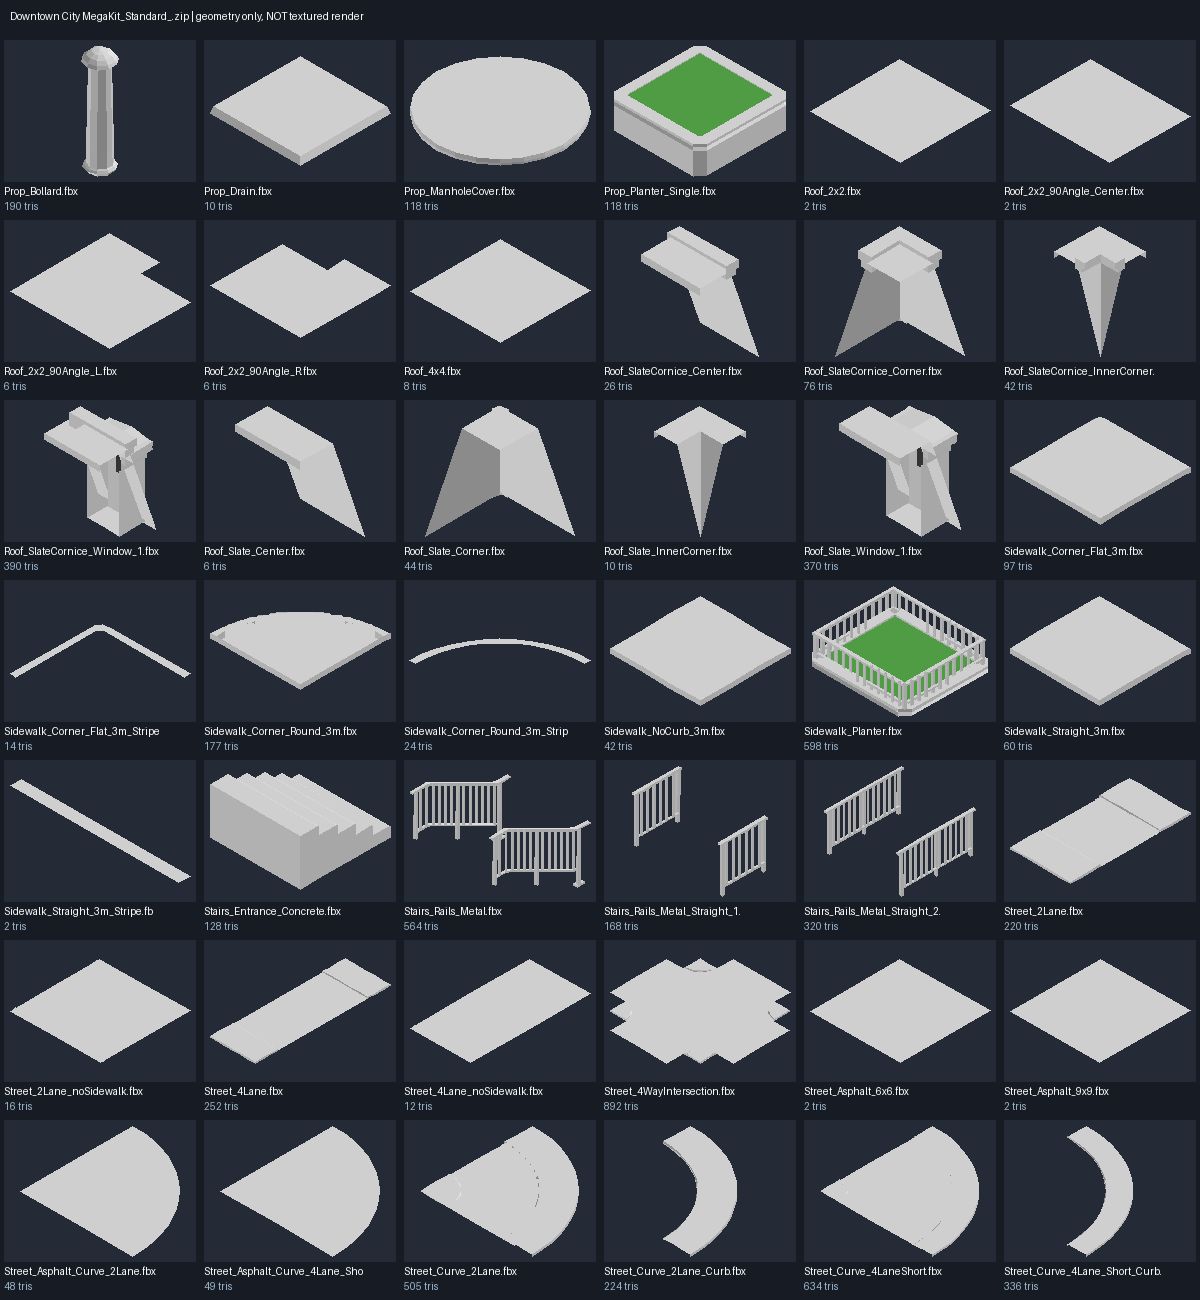 Downtown City MegaKit_Standard_.zip | geometry only, NOT textured render
Prop_Bollard.fbx
190 tris
Prop_Drain.fbx
10 tris
Prop_ManholeCover.fbx
118 tris
Prop_Planter_Single.fbx
118 tris
Roof_2x2.fbx
2 tris
Roof_2x2_90Angle_Center.fbx
2 tris
Roof_2x2_90Angle_L.fbx
6 tris
Roof_2x2_90Angle_R.fbx
6 tris
Roof_4x4.fbx
8 tris
Roof_SlateCornice_Center.fbx
26 tris
Roof_SlateCornice_Corner.fbx
76 tris
Roof_SlateCornice_InnerCorner.
42 tris
Roof_SlateCornice_Window_1.fbx
390 tris
Roof_Slate_Center.fbx
6 tris
Roof_Slate_Corner.fbx
44 tris
Roof_Slate_InnerCorner.fbx
10 tris
Roof_Slate_Window_1.fbx
370 tris
Sidewalk_Corner_Flat_3m.fbx
97 tris
Sidewalk_Corner_Flat_3m_Stripe
14 tris
Sidewalk_Corner_Round_3m.fbx
177 tris
Sidewalk_Corner_Round_3m_Strip
24 tris
Sidewalk_NoCurb_3m.fbx
42 tris
Sidewalk_Planter.fbx
598 tris
Sidewalk_Straight_3m.fbx
60 tris
Sidewalk_Straight_3m_Stripe.fb
2 tris
Stairs_Entrance_Concrete.fbx
128 tris
Stairs_Rails_Metal.fbx
564 tris
Stairs_Rails_Metal_Straight_1.
168 tris
Stairs_Rails_Metal_Straight_2.
320 tris
Street_2Lane.fbx
220 tris
Street_2Lane_noSidewalk.fbx
16 tris
Street_4Lane.fbx
252 tris
Street_4Lane_noSidewalk.fbx
12 tris
Street_4WayIntersection.fbx
892 tris
Street_Asphalt_6x6.fbx
2 tris
Street_Asphalt_9x9.fbx
2 tris
Street_Asphalt_Curve_2Lane.fbx
48 tris
Street_Asphalt_Curve_4Lane_Sho
49 tris
Street_Curve_2Lane.fbx
505 tris
Street_Curve_2Lane_Curb.fbx
224 tris
Street_Curve_4LaneShort.fbx
634 tris
Street_Curve_4Lane_Short_Curb.
336 tris